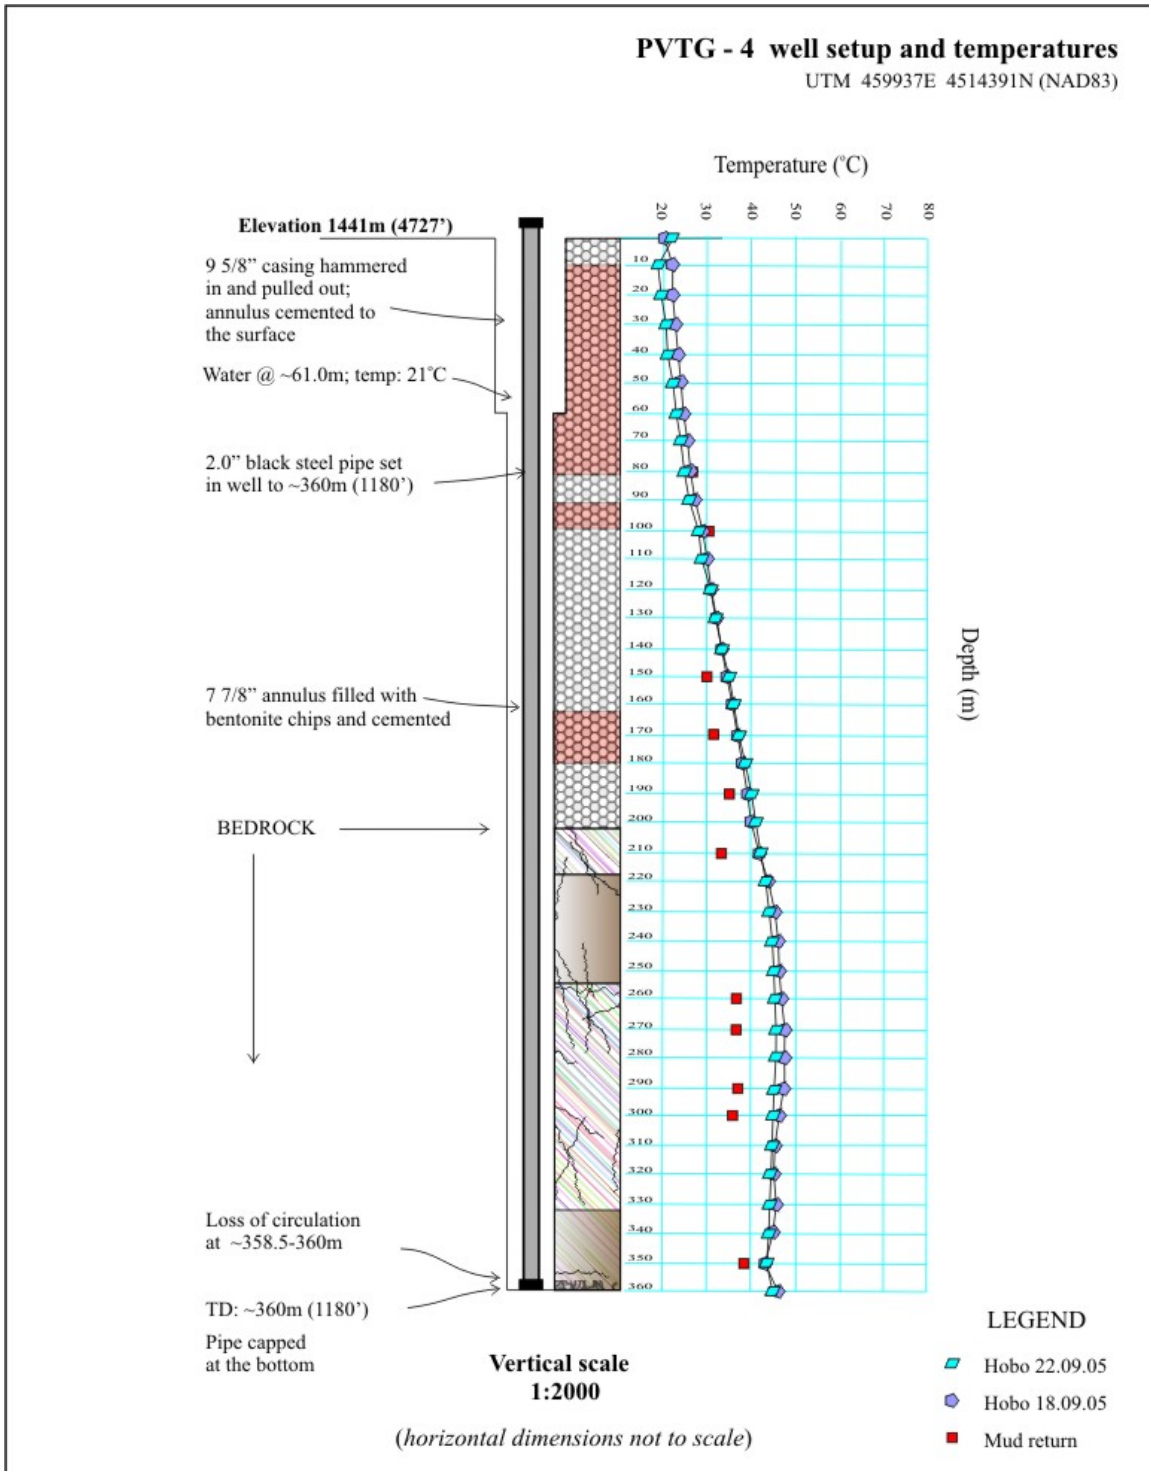 PVTG - 4 well setup and temperatures
UTM 459937E 4514391N (NAD83)
Temperature (°C)
20 30 40 50 60 70 80
Elevation 1441m (4727’)
9 5/8” casing hammered
in and pulled out;
annulus cemented to
the surface
Water @ ~61.0m; temp: 21°C
2.0” black steel pipe set
in well to ~360m (1180’)
7 7/8” annulus filled with
bentonite chips and cemented
BEDROCK
Loss of circulation
at ~358.5-360m
TD: ~360m (1180’)
Pipe capped
at the bottom
10
20
30
40
50
60
70
80
90
100
110
120
130
140
150
160
170
180
190
200
210
220
230
240
250
260
270
280
290
300
310
320
330
340
350
360
Depth (m)
Vertical scale
1:2000
(horizontal dimensions not to scale)
LEGEND
Hobo 22.09.05
Hobo 18.09.05
Mud return